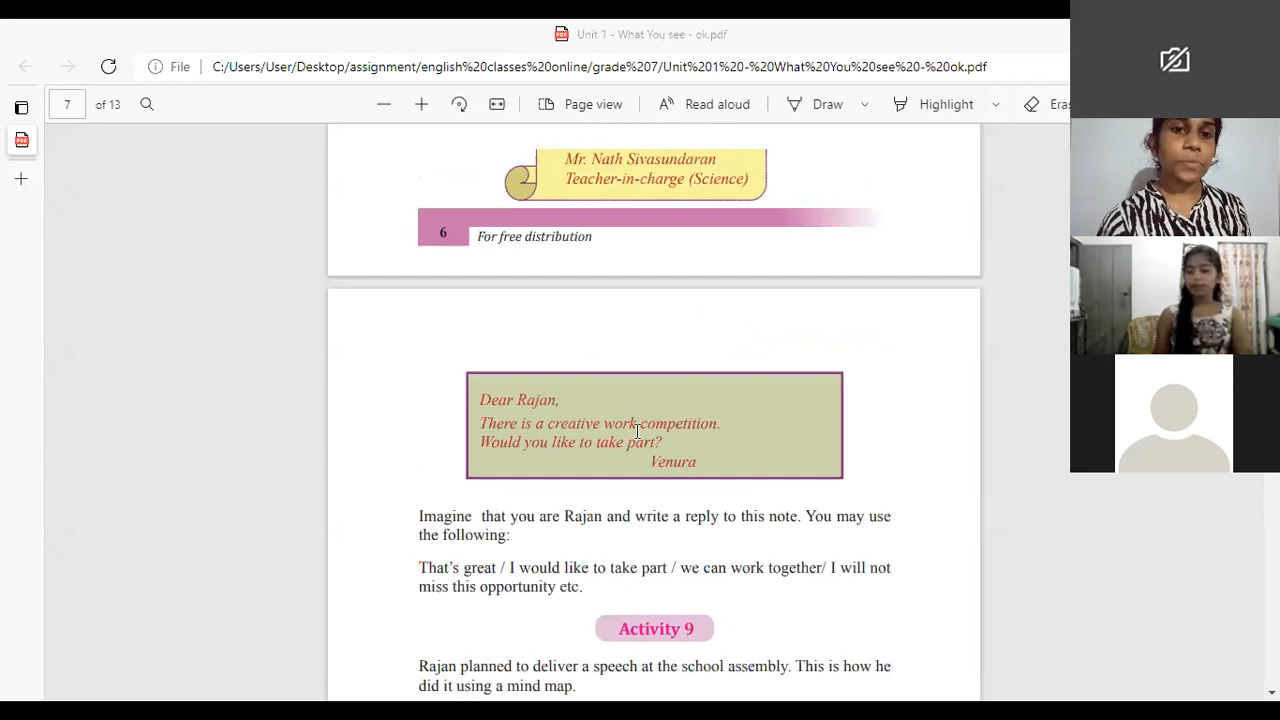 Unit 1 - What You see - ok.pdf
File C:/Users/User/Desktop/assignment/english%20classes%20online/grade%207/Unit%201%20-%20What%20You%20see%20-%20ok.pdf
7 of 13 Page view Read aloud Draw Highlight Eras
Mr. Nath Sivasundaran
Teacher-in-charge (Science)
6 For free distribution
Dear Rajan,
There is a creative work competition.
Would you like to take part?
Venura
Imagine that you are Rajan and write a reply to this note. You may use
the following:
That's great / I would like to take part / we can work together/ I will not
miss this opportunity etc.
Activity 9
Rajan planned to deliver a speech at the school assembly. This is how he
did it using a mind map.